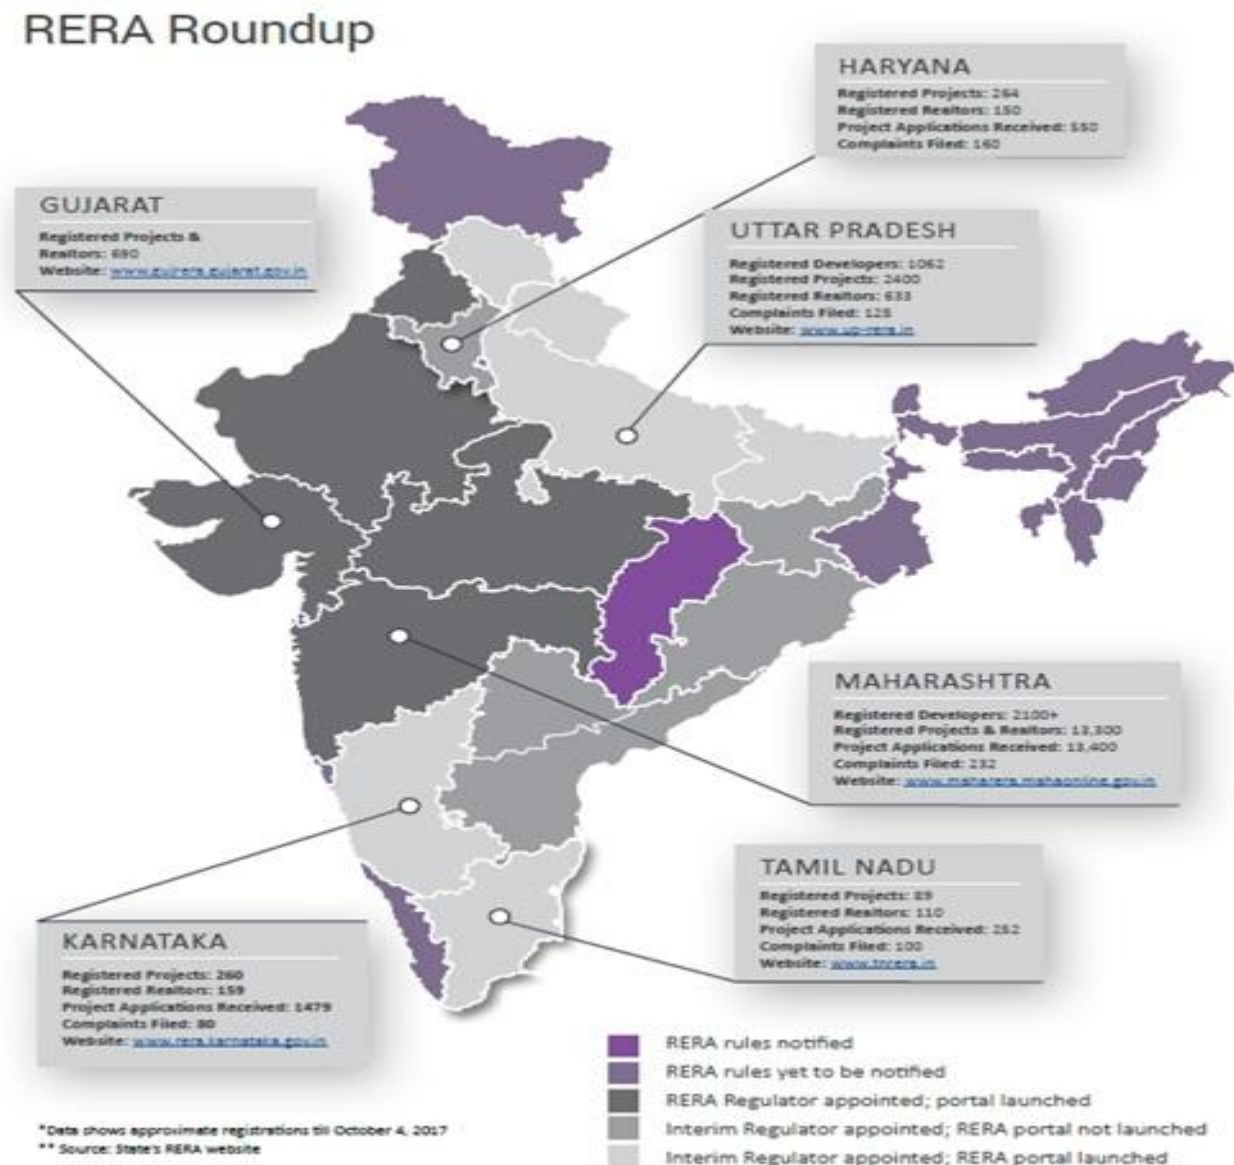 RERA Roundup
HARYANA
Registered Projects: 264
Registered Realtors: 150
Project Applications Received: 550
Complaints Filed: 160
GUJARAT
Registered Projects &
Realtors: 690
Website: www.gujrera.gujarat.gov.in
UTTAR PRADESH
Registered Developers: 1062
Registered Projects: 2400
Registered Realtors: 633
Complaints Filed: 125
Website: www.up-rera.in
MAHARASHTRA
Registered Developers: 2100+
Registered Projects & Realtors: 13,300
Project Applications Received: 13,400
Complaints Filed: 232
Website: www.maharera.mahaonline.gov.in
TAMIL NADU
Registered Projects: 89
Registered Realtors: 110
Project Applications Received: 252
Complaints Filed: 100
Website: www.tnrera.in
KARNATAKA
Registered Projects: 260
Registered Realtors: 159
Project Applications Received: 1479
Complaints Filed: 80
Website: www.rera.karnataka.gov.in
RERA rules notified
RERA rules yet to be notified
RERA Regulator appointed; portal launched
Interim Regulator appointed; RERA portal not launched
Interim Regulator appointed; RERA portal launched
*Data shows approximate registrations till October 4, 2017
** Source: State's RERA website